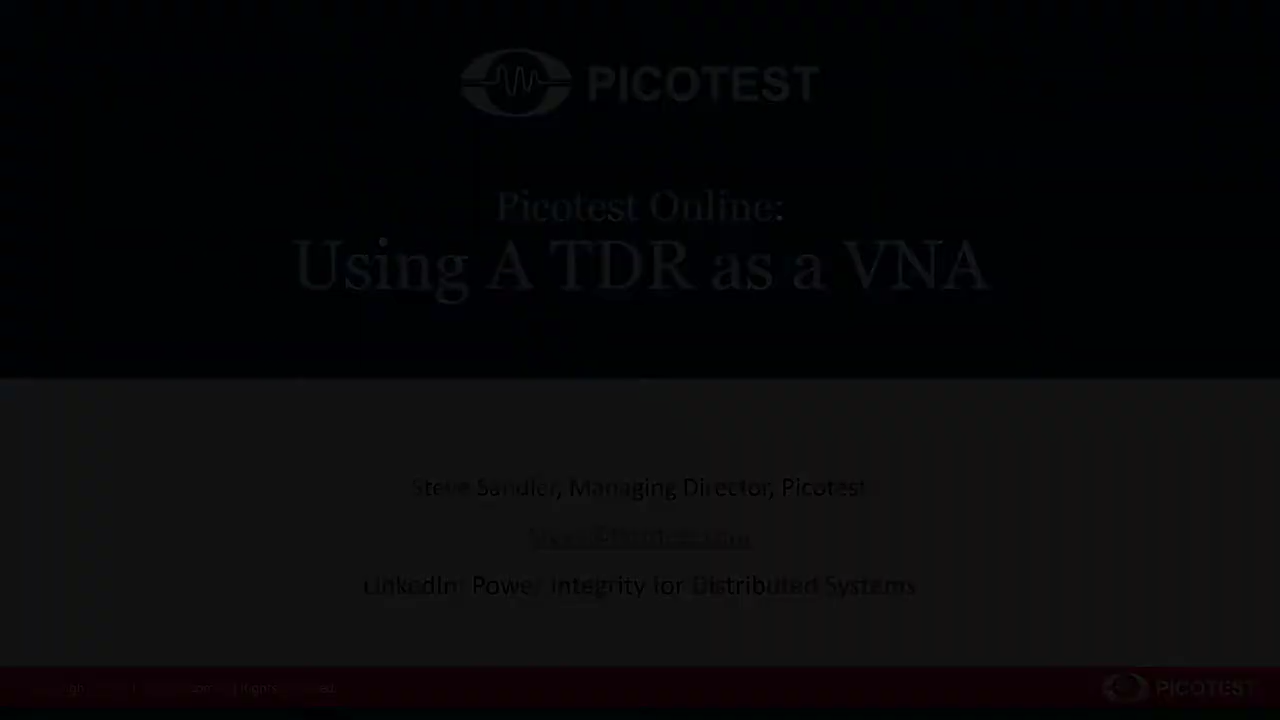 PICOTEST
Picotest Online:
Using A TDR as a VNA
Steve Sandler, Managing Director, Picotest
LinkedIn: Power Integrity for Distributed Systems
PICOTEST